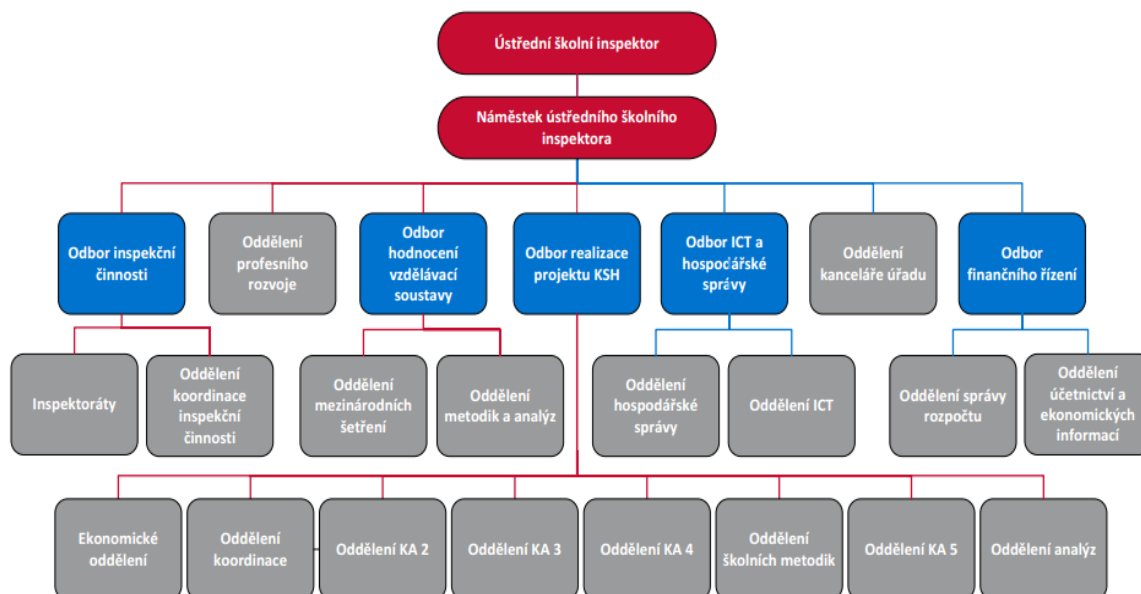 Ústřední školní inspektor
Náměstek ústředního školního
inspektora
Odbor inspekční
činnosti
Oddělení
profesního
rozvoje
Odbor
hodnocení
vzdělávací
soustavy
Odbor realizace
projektu KSH
Odbor ICT a
hospodářské
správy
Oddělení
kanceláře úřadu
Odbor
finančního řízení
Inspektoráty
Oddělení
koordinace
inspekční
činnosti
Oddělení
mezinárodních
šetření
Oddělení
metodik a analýz
Oddělení
hospodářské
správy
Oddělení ICT
Oddělení správy
rozpočtu
Oddělení
účetnictví a
ekonomických
informací
Ekonomické
oddělení
Oddělení
koordinace
Oddělení KA 2
Oddělení KA 3
Oddělení KA 4
Oddělení
školních metodik
Oddělení KA 5
Oddělení analýz